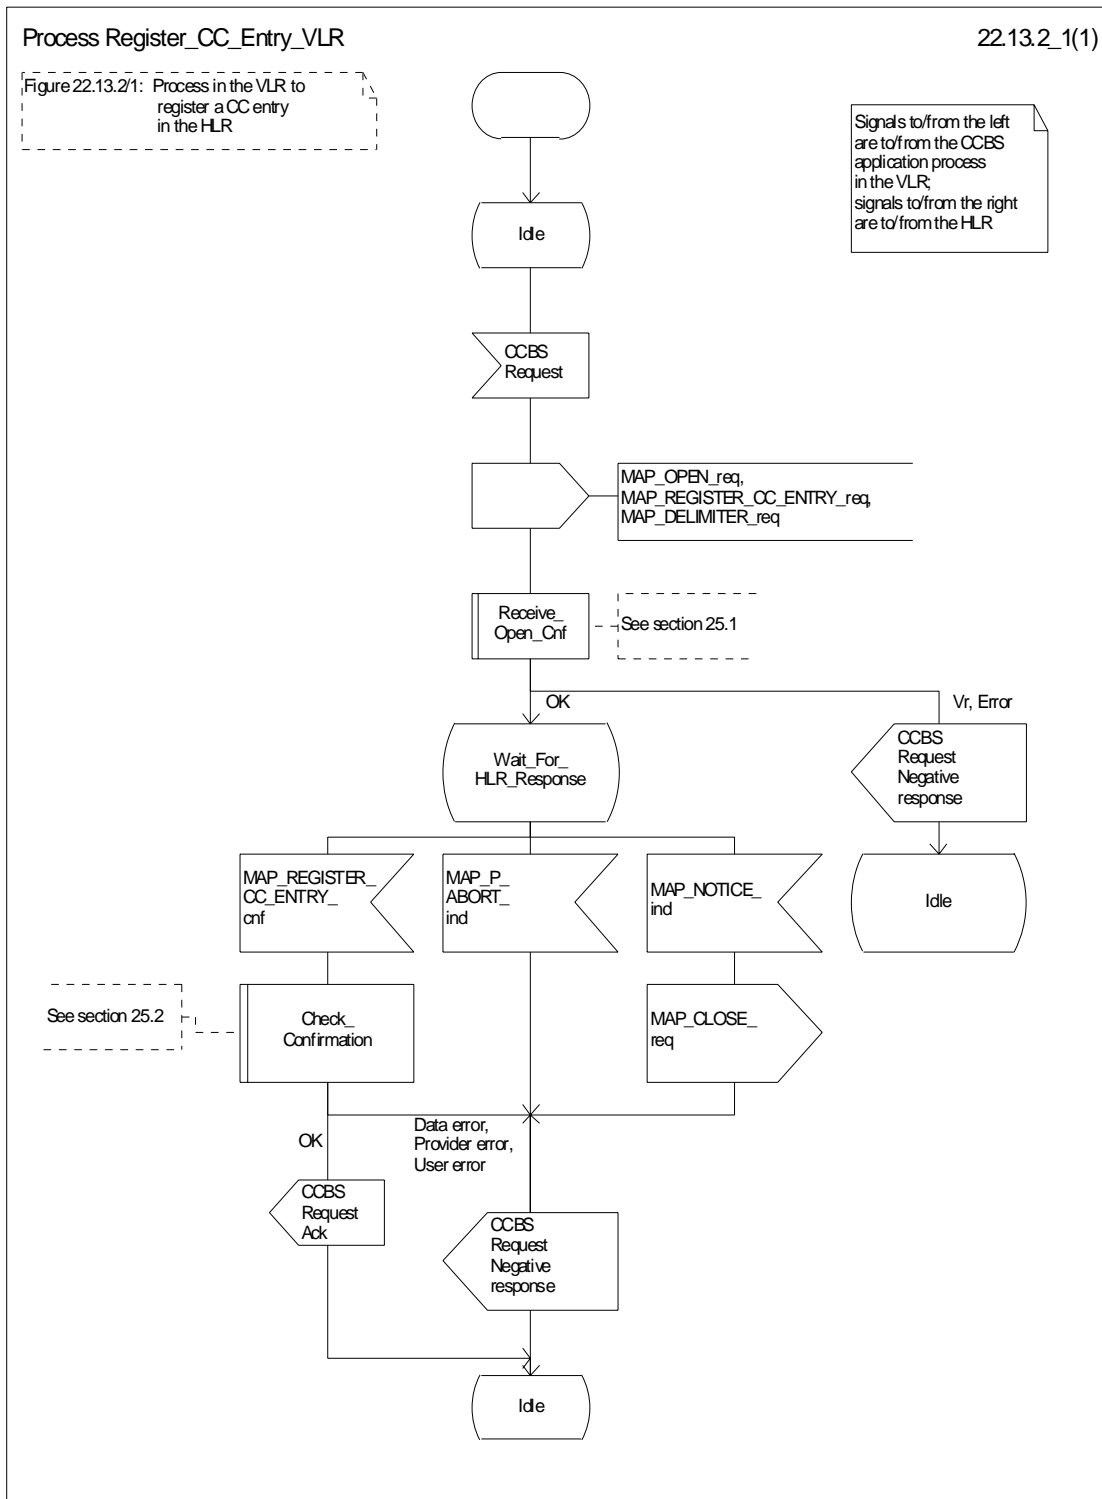 Process Register_CC_Entry_VLR
22.13.2_1(1)
Figure 22.13.2/1: Process in the VLR to
register a CC entry
in the HLR
Signals to/from the left
are to/from the CCBS
application process
in the VLR;
signals to/from the right
are to/from the HLR
Idle
CCBS
Request
MAP_OPEN_req,
MAP_REGISTER_CC_ENTRY_req,
MAP_DELIMITER_req
Receive_
Open_Cnf
See section 25.1
OK
Vr, Error
Wait_For_
HLR_Response
CCBS
Request
Negative
response
MAP_REGISTER_
CC_ENTRY_
cnf
MAP_P_
ABORT_
ind
MAP_NOTICE_
ind
Idle
See section 25.2
Check_
Confirmation
MAP_CLOSE_
req
OK
Data error,
Provider error,
User error
CCBS
Request
Ack
CCBS
Request
Negative
response
Idle